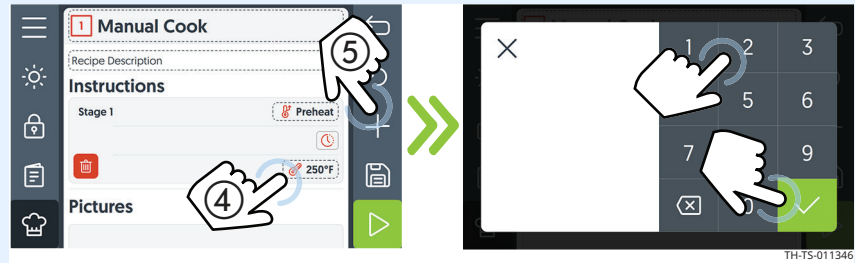 1 Manual Cook
5
Recipe Description
Instructions
Stage 1 Preheat
250°F
4
Pictures
1 2 3
5 6
7 9
0
TH-TS-011346